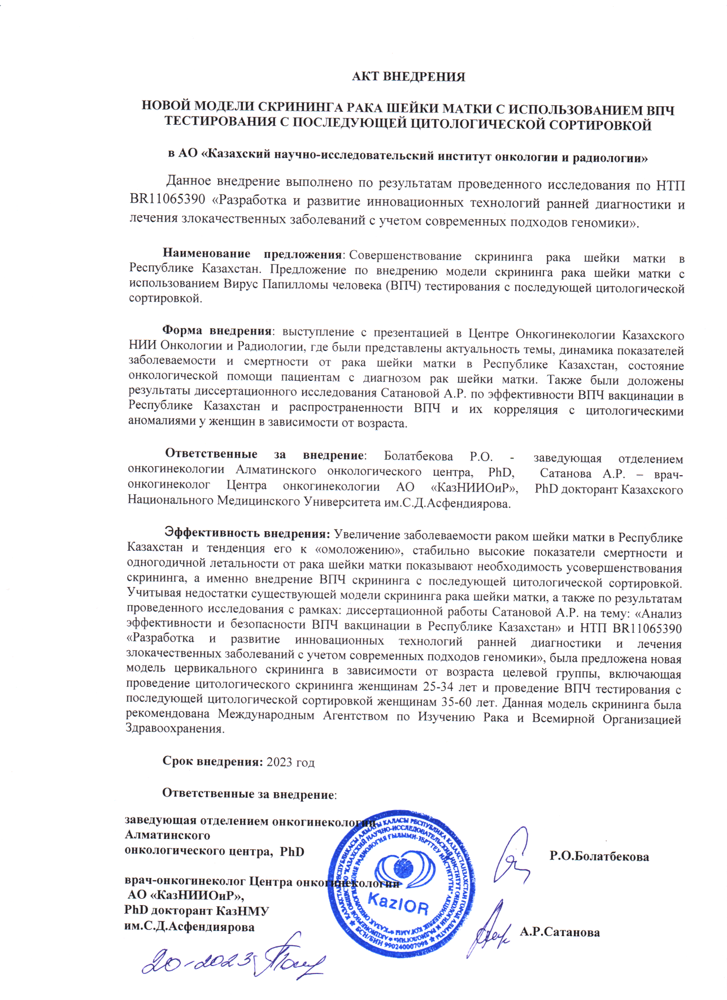 АКТ ВНЕДРЕНИЯ
НОВОЙ МОДЕЛИ СКРИНИНГА РАКА ШЕЙКИ МАТКИ С ИСПОЛЬЗОВАНИЕМ ВПЧ
ТЕСТИРОВАНИЯ С ПОСЛЕДУЮЩЕЙ ЦИТОЛОГИЧЕСКОЙ СОРТИРОВКОЙ
в АО «Казахский научно-исследовательский институт онкологии и радиологии»
Данное внедрение выполнено по результатам проведенного исследования по НТП
BR11065390 «Разработка и развитие инновационных технологий ранней диагностики и
лечения злокачественных заболеваний с учетом современных подходов геномики».
Наименование предложения: Совершенствование скрининга рака шейки матки в
Республике Казахстан. Предложение по внедрению модели скрининга рака шейки матки с
использованием Вирус Папилломы человека (ВПЧ) тестирования с последующей цитологической
сортировкой.
Форма внедрения: выступление с презентацией в Центре Онкогинекологии Казахского
НИИ Онкологии и Радиологии, где были представлены актуальность темы, динамика показателей
заболеваемости и смертности от рака шейки матки в Республике Казахстан, состояние
онкологической помощи пациентам с диагнозом рак шейки матки. Также были доложены
результаты диссертационного исследования Сатановой А.Р. по эффективности ВПЧ вакцинации в
Республике Казахстан и распространенности ВПЧ и их корреляция с цитологическими
аномалиями у женщин в зависимости от возраста.
Ответственные за внедрение: Болатбекова Р.О. - заведующая отделением
онкогинекологии Алматинского онкологического центра, PhD, Сатанова А.Р. – врач-
онкогинеколог Центра онкогинекологии АО «КазНИИОиР», PhD докторант Казахского
Национального Медицинского Университета им.С.Д.Асфендиярова.
Эффективность внедрения: Увеличение заболеваемости раком шейки матки в Республике
Казахстан и тенденция его к «омоложению», стабильно высокие показатели смертности и
одногодичной летальности от рака шейки матки показывают необходимость усовершенствования
скрининга, а именно внедрение ВПЧ скрининга с последующей цитологической сортировкой.
Учитывая недостатки существующей модели скрининга рака шейки матки, а также по результатам
проведенного исследования с рамках: диссертационной работы Сатановой А.Р. на тему: «Анализ
эффективности и безопасности ВПЧ вакцинации в Республике Казахстан» и НТП BR11065390
«Разработка и развитие инновационных технологий ранней диагностики и лечения
злокачественных заболеваний с учетом современных подходов геномики», была предложена новая
модель цервикального скрининга в зависимости от возраста целевой группы, включающая
проведение цитологического скрининга женщинам 25-34 лет и проведение ВПЧ тестирования с
последующей цитологической сортировкой женщинам 35-60 лет. Данная модель скрининга была
рекомендована Международным Агентством по Изучению Рака и Всемирной Организацией
Здравоохранения.
Срок внедрения: 2023 год
Ответственные за внедрение:
заведующая отделением онкогинекологии
Алматинского
онкологического центра, PhD
Р.О.Болатбекова
врач-онкогинеколог Центра онкогинекологии
АО «КазНИИОиР»,
PhD докторант КазНМУ
им.С.Д.Асфендиярова
А.Р.Сатанова
KazIOR
БСН/БИН 990240007098
20-2023